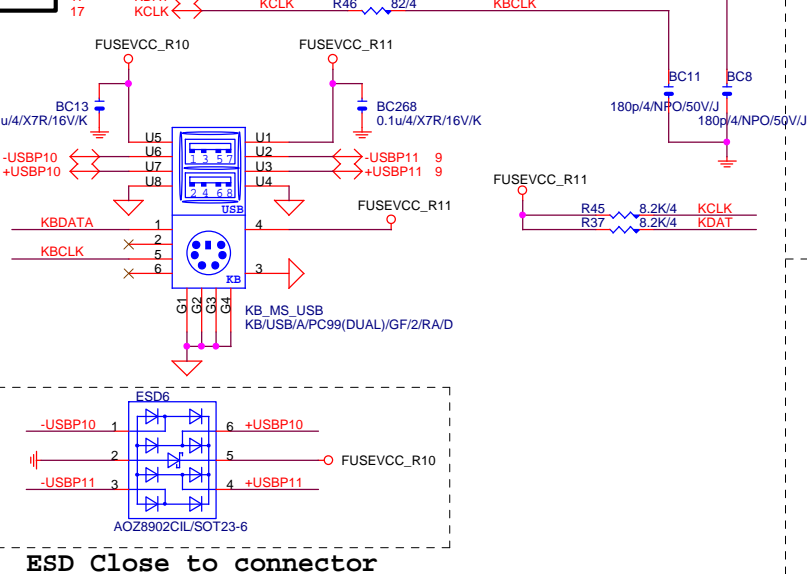 KCLK R46 82/4 KBCLK
17 KCLK
FUSEVCC_R10 FUSEVCC_R11
BC13 BC268 BC11 BC8
u/4/X7R/16V/K 0.1u/4/X7R/16V/K 180p/4/NPO/50V/J 180p/4/NPO/50V/J
U5 U1
-USBP10 U6 U2 -USBP11 9
+USBP10 U7 U3 +USBP11 9
U8 U4
1 3 5 7
2 4 6 8
USB
FUSEVCC_R11
FUSEVCC_R11
R45 8.2K/4 KCLK
R37 8.2K/4 KDAT
KBDATA 1 4
2
KBCLK 5
6 3
KB
G1 G2 G3 G4
KB_MS_USB
KB/USB/A/PC99(DUAL)/GF/2/RA/D
ESD6
-USBP10 1 6 +USBP10
2 5 FUSEVCC_R10
-USBP11 3 4 +USBP11
AOZ8902CIL/SOT23-6
ESD Close to connector